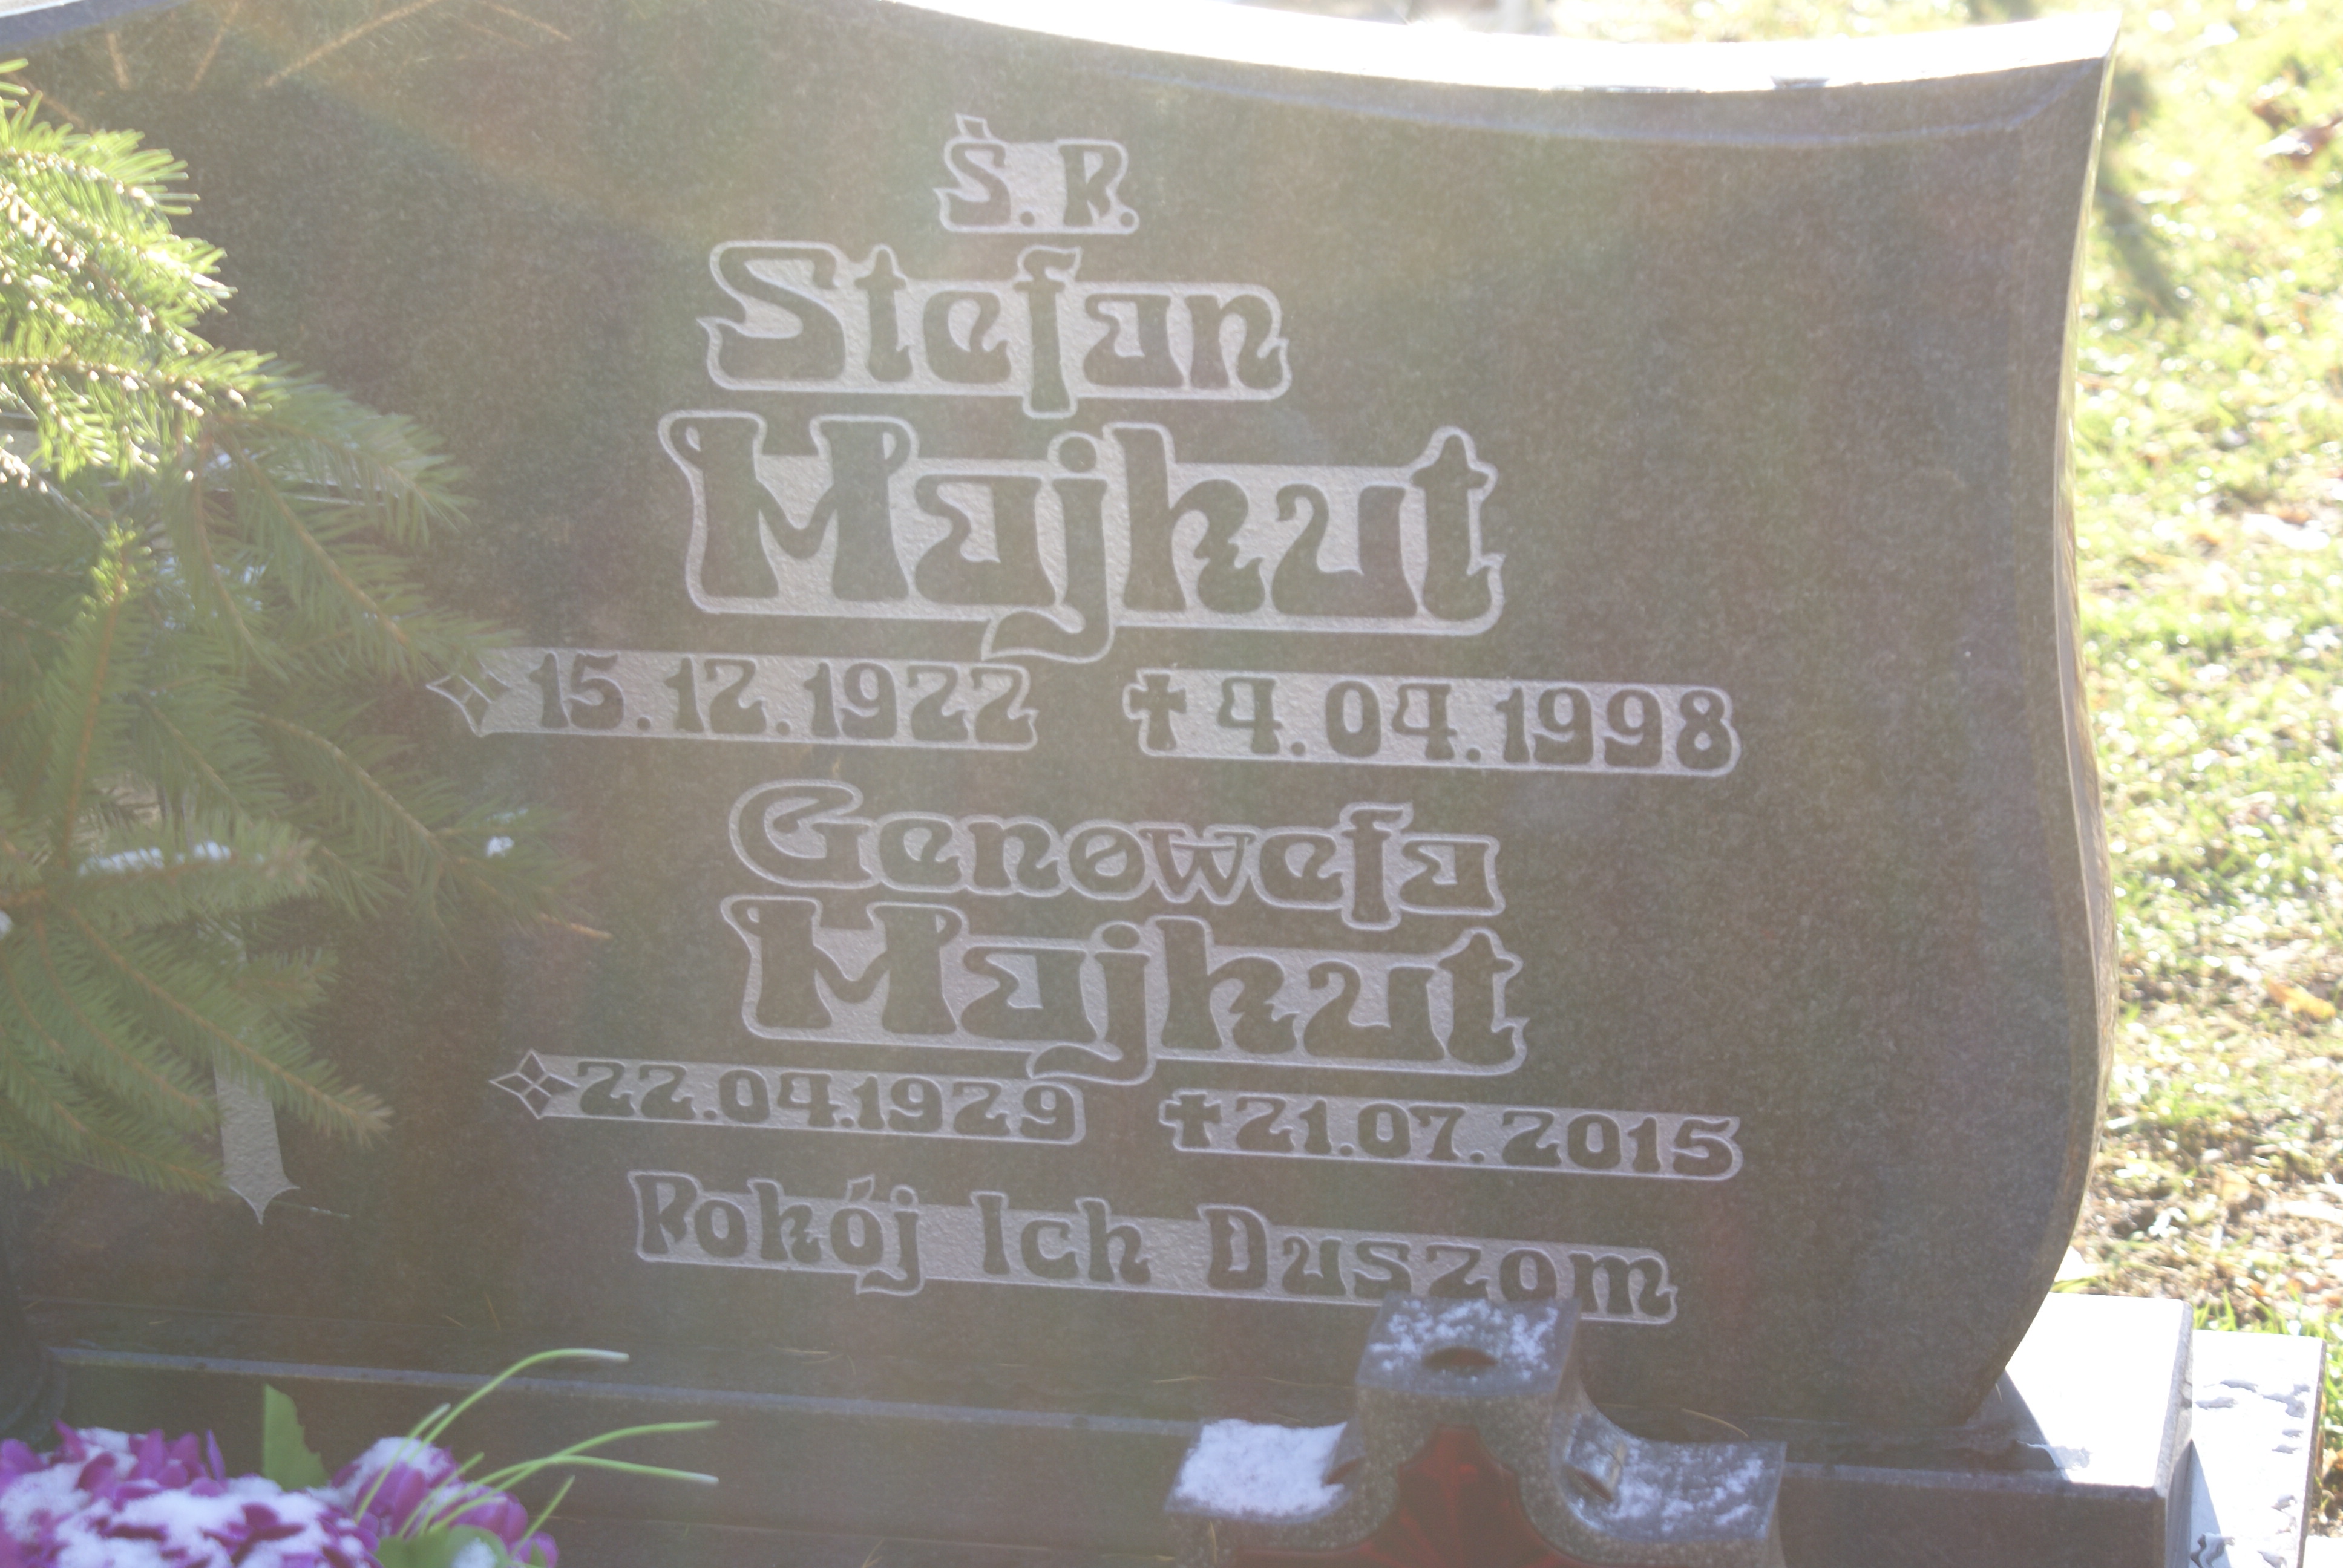 Ś. P.
Stefan
Majkut
15.12.1922 ✝ 4.04.1998
Genowefa
Majkut
22.04.1929 ✝ 21.07.2015
Pokój Ich Duszom